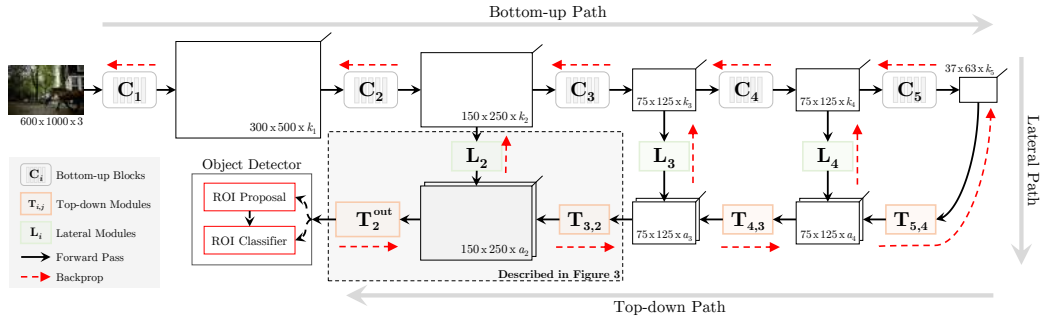 Bottom-up Path
C1
C2
C3
C4
C5
37 x 63 x k5
600 x 1000 x 3
300 x 500 x k1
150 x 250 x k2
75 x 125 x k3
75 x 125 x k4
Lateral Path
L2
L3
L4
Ci Bottom-up Blocks
Ti,j Top-down Modules
Li Lateral Modules
Forward Pass
Backprop
Object Detector
ROI Proposal
ROI Classifier
T2out
150 x 250 x a2
T3,2
75 x 125 x a3
T4,3
75 x 125 x a4
T5,4
Described in Figure 3
Top-down Path